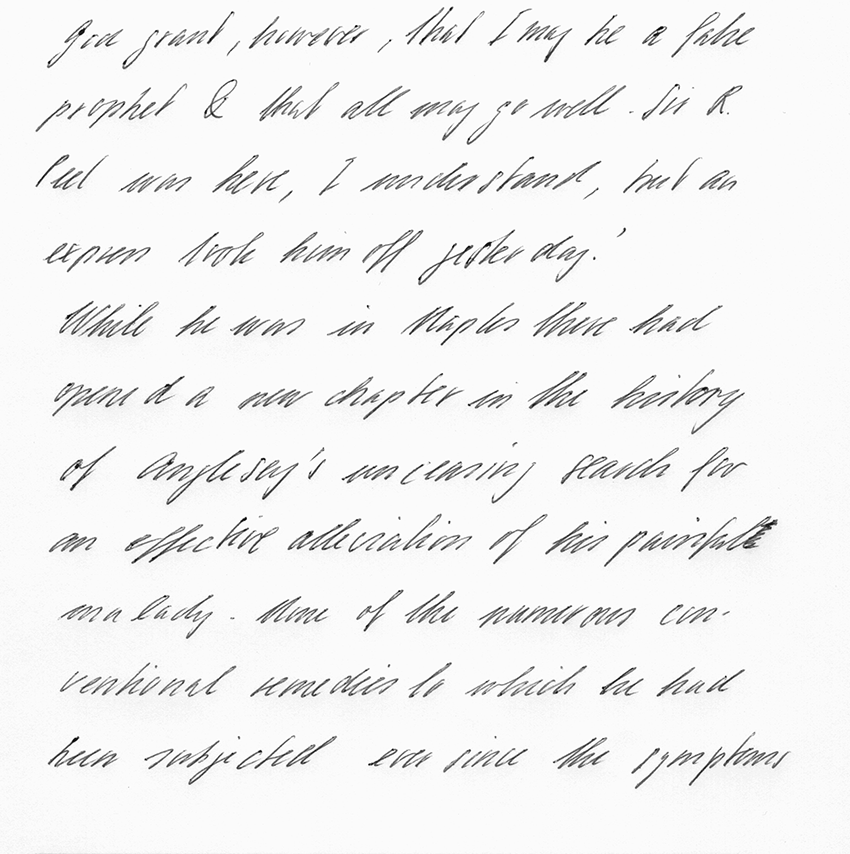 God grant, however, that I may be a false
prophet & that all may go well. Sir R.
Peel was here, I understand, but an
express took him off yesterday.'
While he was in Naples there had
opened a new chapter in the history
of Anglesey's unceasing search for
an effective alleviation of his painful
malady. None of the numerous con-
ventional remedies to which he had
been subjected ever since the symptoms